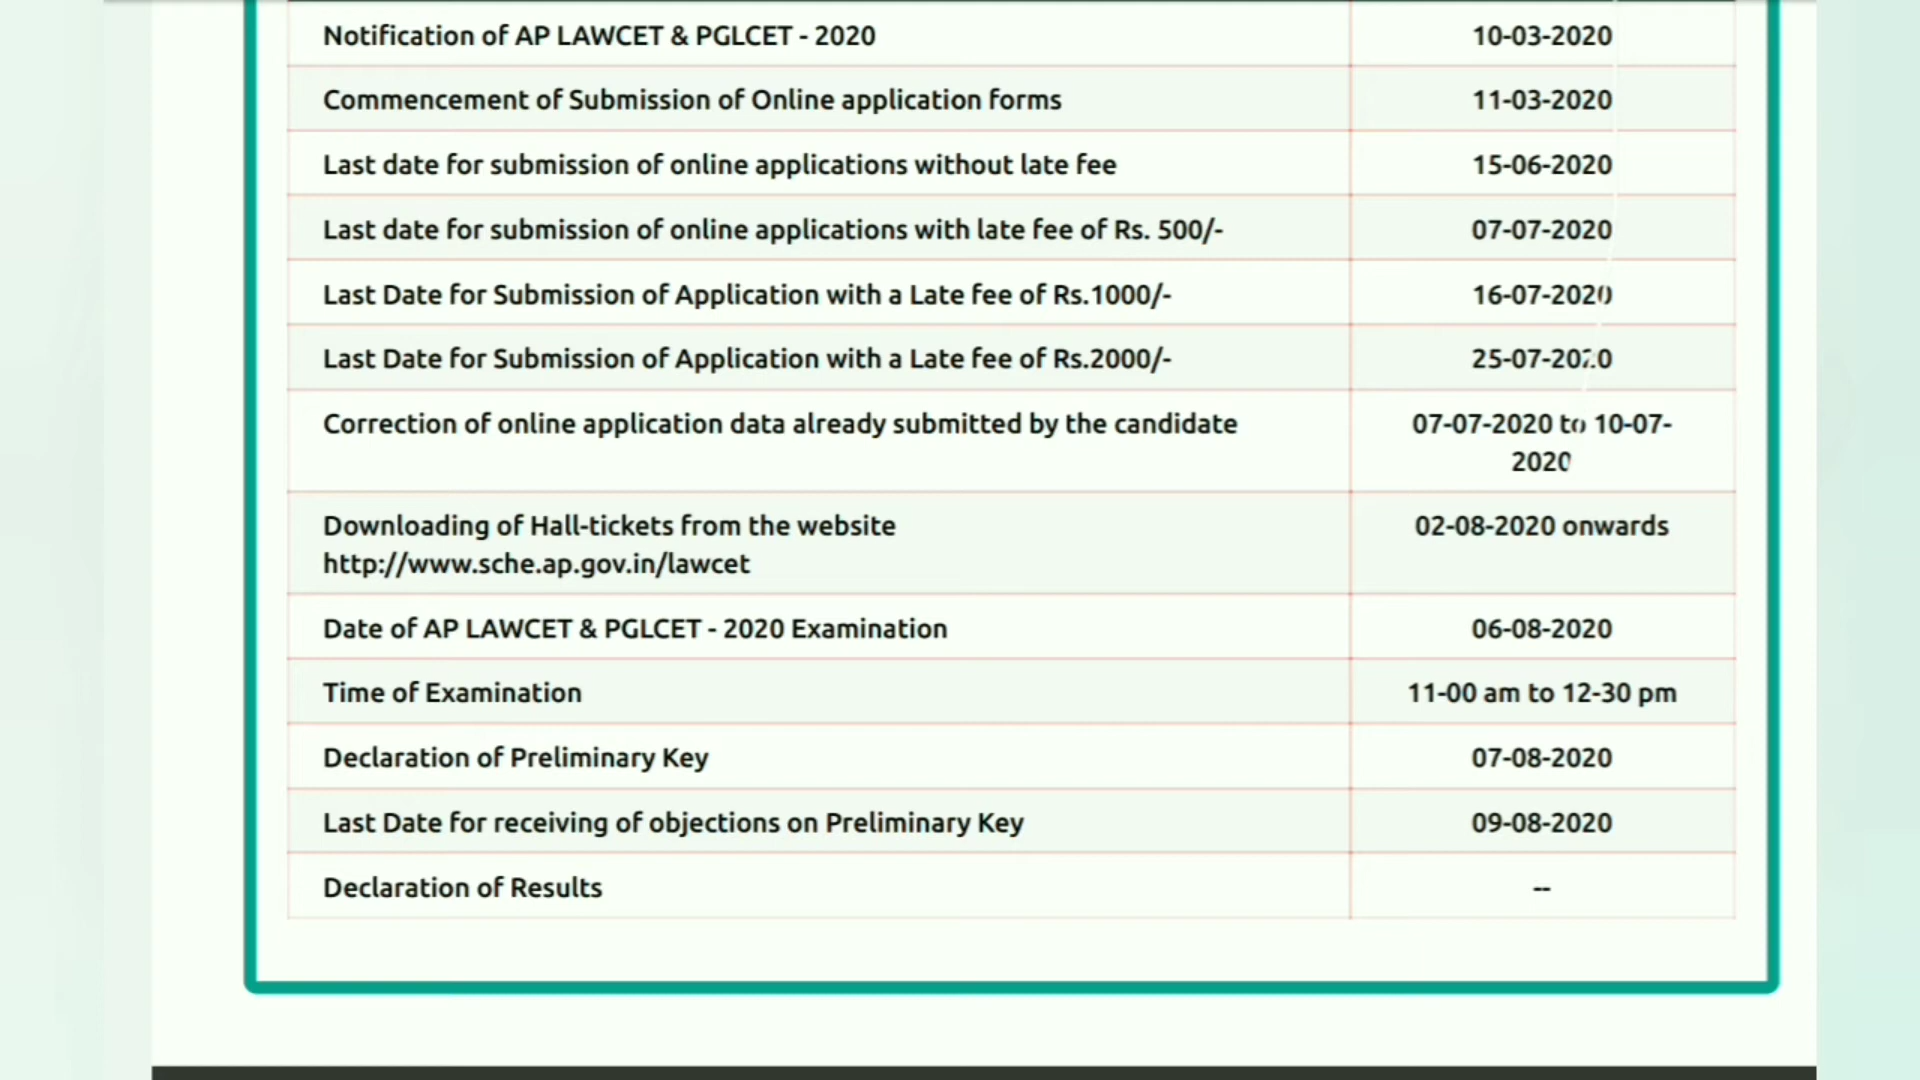 Notification of AP LAWCET & PGLCET - 2020 10-03-2020
Commencement of Submission of Online application forms 11-03-2020
Last date for submission of online applications without late fee 15-06-2020
Last date for submission of online applications with late fee of Rs. 500/- 07-07-2020
Last Date for Submission of Application with a Late fee of Rs.1000/- 16-07-2020
Last Date for Submission of Application with a Late fee of Rs.2000/- 25-07-2020
Correction of online application data already submitted by the candidate 07-07-2020 to 10-07-
2020
Downloading of Hall-tickets from the website 02-08-2020 onwards
http://www.sche.ap.gov.in/lawcet
Date of AP LAWCET & PGLCET - 2020 Examination 06-08-2020
Time of Examination 11-00 am to 12-30 pm
Declaration of Preliminary Key 07-08-2020
Last Date for receiving of objections on Preliminary Key 09-08-2020
Declaration of Results --